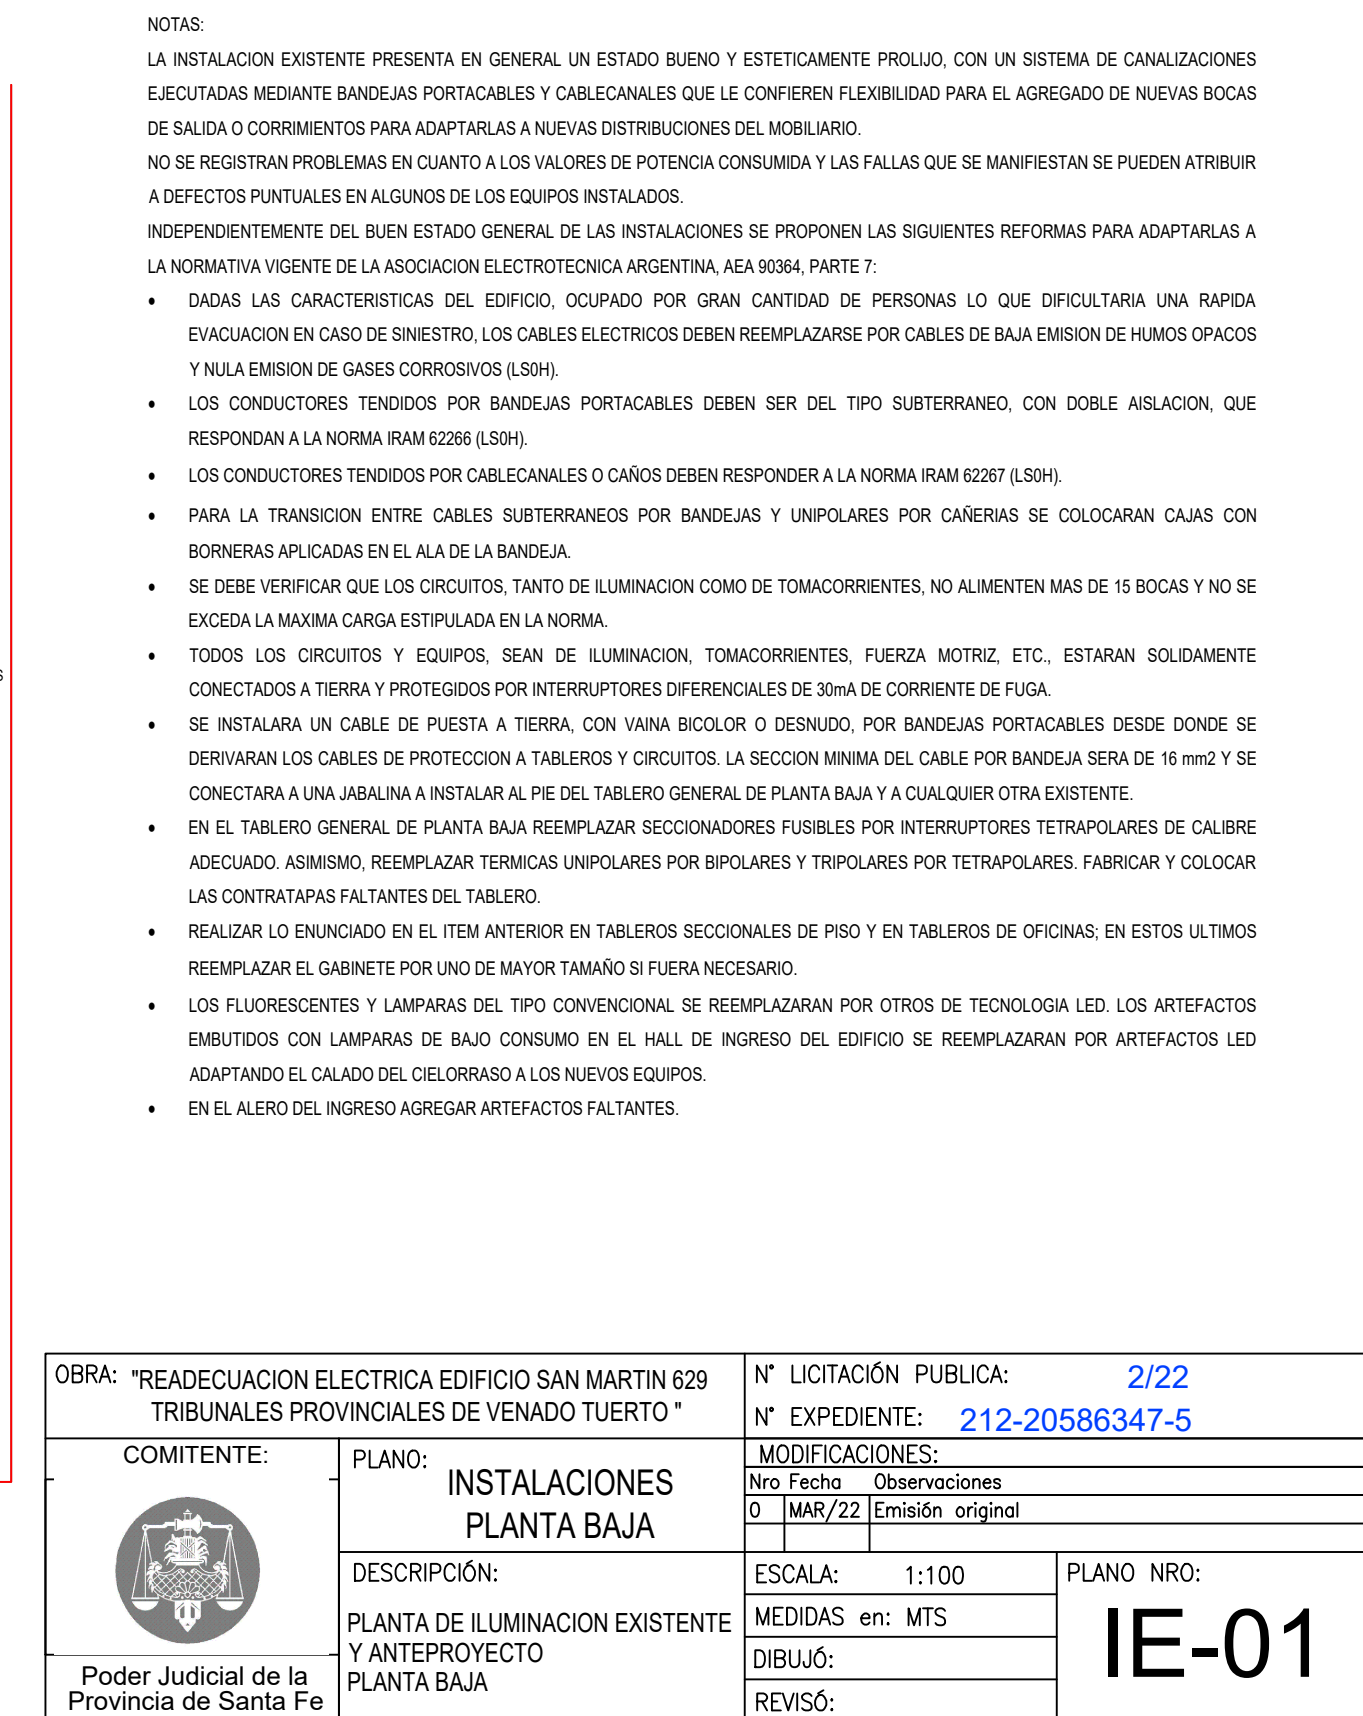 NOTAS:
LA INSTALACION EXISTENTE PRESENTA EN GENERAL UN ESTADO BUENO Y ESTETICAMENTE PROLIJO, CON UN SISTEMA DE CANALIZACIONES
EJECUTADAS MEDIANTE BANDEJAS PORTACABLES Y CABLECANALES QUE LE CONFIEREN FLEXIBILIDAD PARA EL AGREGADO DE NUEVAS BOCAS
DE SALIDA O CORRIMIENTOS PARA ADAPTARLAS A NUEVAS DISTRIBUCIONES DEL MOBILIARIO.
NO SE REGISTRAN PROBLEMAS EN CUANTO A LOS VALORES DE POTENCIA CONSUMIDA Y LAS FALLAS QUE SE MANIFIESTAN SE PUEDEN ATRIBUIR
A DEFECTOS PUNTUALES EN ALGUNOS DE LOS EQUIPOS INSTALADOS.
INDEPENDIENTEMENTE DEL BUEN ESTADO GENERAL DE LAS INSTALACIONES SE PROPONEN LAS SIGUIENTES REFORMAS PARA ADAPTARLAS A
LA NORMATIVA VIGENTE DE LA ASOCIACION ELECTROTECNICA ARGENTINA, AEA 90364, PARTE 7:
• DADAS LAS CARACTERISTICAS DEL EDIFICIO, OCUPADO POR GRAN CANTIDAD DE PERSONAS LO QUE DIFICULTARIA UNA RAPIDA
EVACUACION EN CASO DE SINIESTRO, LOS CABLES ELECTRICOS DEBEN REEMPLAZARSE POR CABLES DE BAJA EMISION DE HUMOS OPACOS
Y NULA EMISION DE GASES CORROSIVOS (LS0H).
• LOS CONDUCTORES TENDIDOS POR BANDEJAS PORTACABLES DEBEN SER DEL TIPO SUBTERRANEO, CON DOBLE AISLACION, QUE
RESPONDAN A LA NORMA IRAM 62266 (LS0H).
• LOS CONDUCTORES TENDIDOS POR CABLECANALES O CAÑOS DEBEN RESPONDER A LA NORMA IRAM 62267 (LS0H).
• PARA LA TRANSICION ENTRE CABLES SUBTERRANEOS POR BANDEJAS Y UNIPOLARES POR CAÑERIAS SE COLOCARAN CAJAS CON
BORNERAS APLICADAS EN EL ALA DE LA BANDEJA.
• SE DEBE VERIFICAR QUE LOS CIRCUITOS, TANTO DE ILUMINACION COMO DE TOMACORRIENTES, NO ALIMENTEN MAS DE 15 BOCAS Y NO SE
EXCEDA LA MAXIMA CARGA ESTIPULADA EN LA NORMA.
• TODOS LOS CIRCUITOS Y EQUIPOS, SEAN DE ILUMINACION, TOMACORRIENTES, FUERZA MOTRIZ, ETC., ESTARAN SOLIDAMENTE
S
CONECTADOS A TIERRA Y PROTEGIDOS POR INTERRUPTORES DIFERENCIALES DE 30mA DE CORRIENTE DE FUGA.
• SE INSTALARA UN CABLE DE PUESTA A TIERRA, CON VAINA BICOLOR O DESNUDO, POR BANDEJAS PORTACABLES DESDE DONDE SE
DERIVARAN LOS CABLES DE PROTECCION A TABLEROS Y CIRCUITOS. LA SECCION MINIMA DEL CABLE POR BANDEJA SERA DE 16 mm2 Y SE
CONECTARA A UNA JABALINA A INSTALAR AL PIE DEL TABLERO GENERAL DE PLANTA BAJA Y A CUALQUIER OTRA EXISTENTE.
• EN EL TABLERO GENERAL DE PLANTA BAJA REEMPLAZAR SECCIONADORES FUSIBLES POR INTERRUPTORES TETRAPOLARES DE CALIBRE
ADECUADO. ASIMISMO, REEMPLAZAR TERMICAS UNIPOLARES POR BIPOLARES Y TRIPOLARES POR TETRAPOLARES. FABRICAR Y COLOCAR
LAS CONTRATAPAS FALTANTES DEL TABLERO.
• REALIZAR LO ENUNCIADO EN EL ITEM ANTERIOR EN TABLEROS SECCIONALES DE PISO Y EN TABLEROS DE OFICINAS; EN ESTOS ULTIMOS
REEMPLAZAR EL GABINETE POR UNO DE MAYOR TAMAÑO SI FUERA NECESARIO.
• LOS FLUORESCENTES Y LAMPARAS DEL TIPO CONVENCIONAL SE REEMPLAZARAN POR OTROS DE TECNOLOGIA LED. LOS ARTEFACTOS
EMBUTIDOS CON LAMPARAS DE BAJO CONSUMO EN EL HALL DE INGRESO DEL EDIFICIO SE REEMPLAZARAN POR ARTEFACTOS LED
ADAPTANDO EL CALADO DEL CIELORRASO A LOS NUEVOS EQUIPOS.
• EN EL ALERO DEL INGRESO AGREGAR ARTEFACTOS FALTANTES.
OBRA: "READECUACION ELECTRICA EDIFICIO SAN MARTIN 629
TRIBUNALES PROVINCIALES DE VENADO TUERTO "
N° LICITACIÓN PUBLICA: 2/22
N° EXPEDIENTE: 212-20586347-5
COMITENTE:
Poder Judicial de la
Provincia de Santa Fe
PLANO:
INSTALACIONES
PLANTA BAJA
MODIFICACIONES:
Nro Fecha Observaciones
0 MAR/22 Emisión original
DESCRIPCIÓN:
PLANTA DE ILUMINACION EXISTENTE
Y ANTEPROYECTO
PLANTA BAJA
ESCALA: 1:100
MEDIDAS en: MTS
DIBUJÓ:
REVISÓ:
PLANO NRO:
IE-01